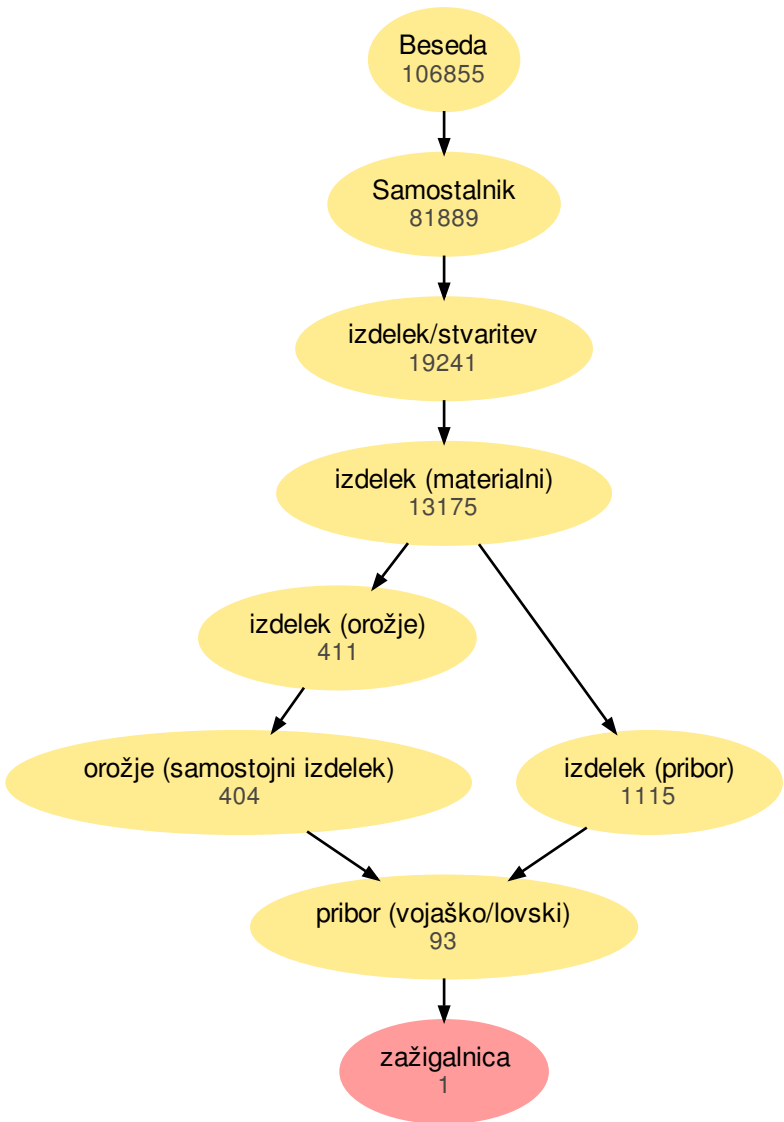 Beseda
106855
Samostalnik
81889
izdelek/stvaritev
19241
izdelek (materialni)
13175
izdelek (orožje)
411
orožje (samostojni izdelek)
404
izdelek (pribor)
1115
pribor (vojaško/lovski)
93
zažigalnica
1